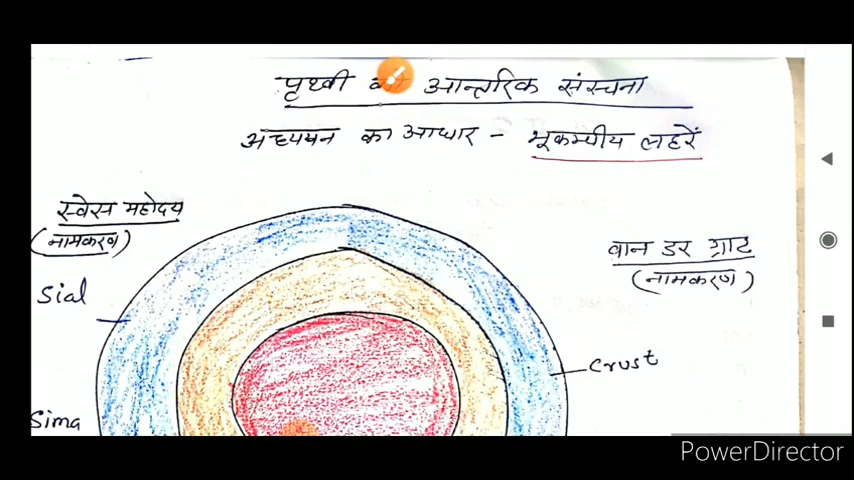 पृथ्वी की आन्तरिक संरचना
अध्ययन का आधार - भूकम्पीय लहरें
स्वेस महोदय
(नामकरण)
वान डर ग्राट
(नामकरण)
Sial
Crust
Sima
PowerDirector